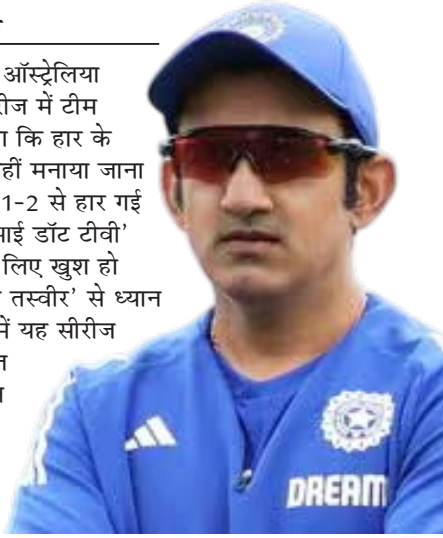 ऑस्ट्रेलिया
में टीम
कि हार के
मनाया जाना
1-2 से हार गई
डॉट टीवी'
लिए खुश हो
तस्वीर' से ध्यान
में यह सीरीज
DREAM